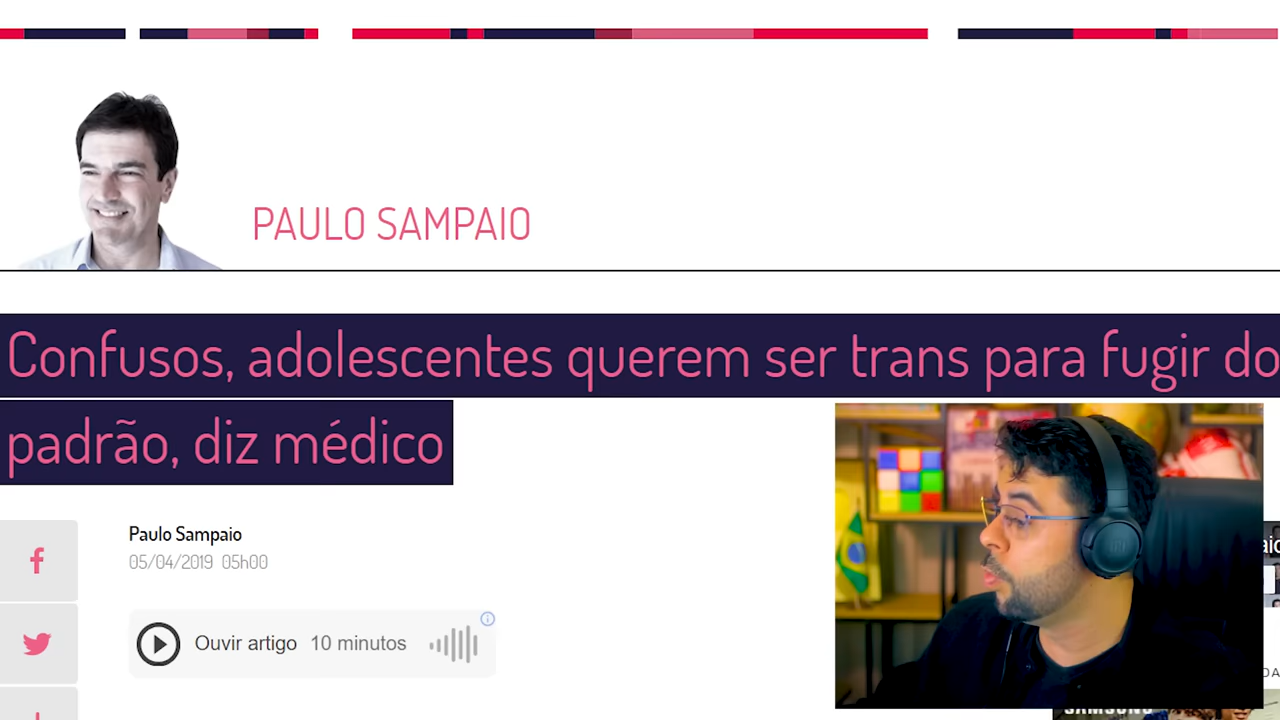 PAULO SAMPAIO
Confusos, adolescentes querem ser trans para fugir do
padrão, diz médico
Paulo Sampaio
05/04/2019 05h00
Ouvir artigo 10 minutos
SAMSUNG